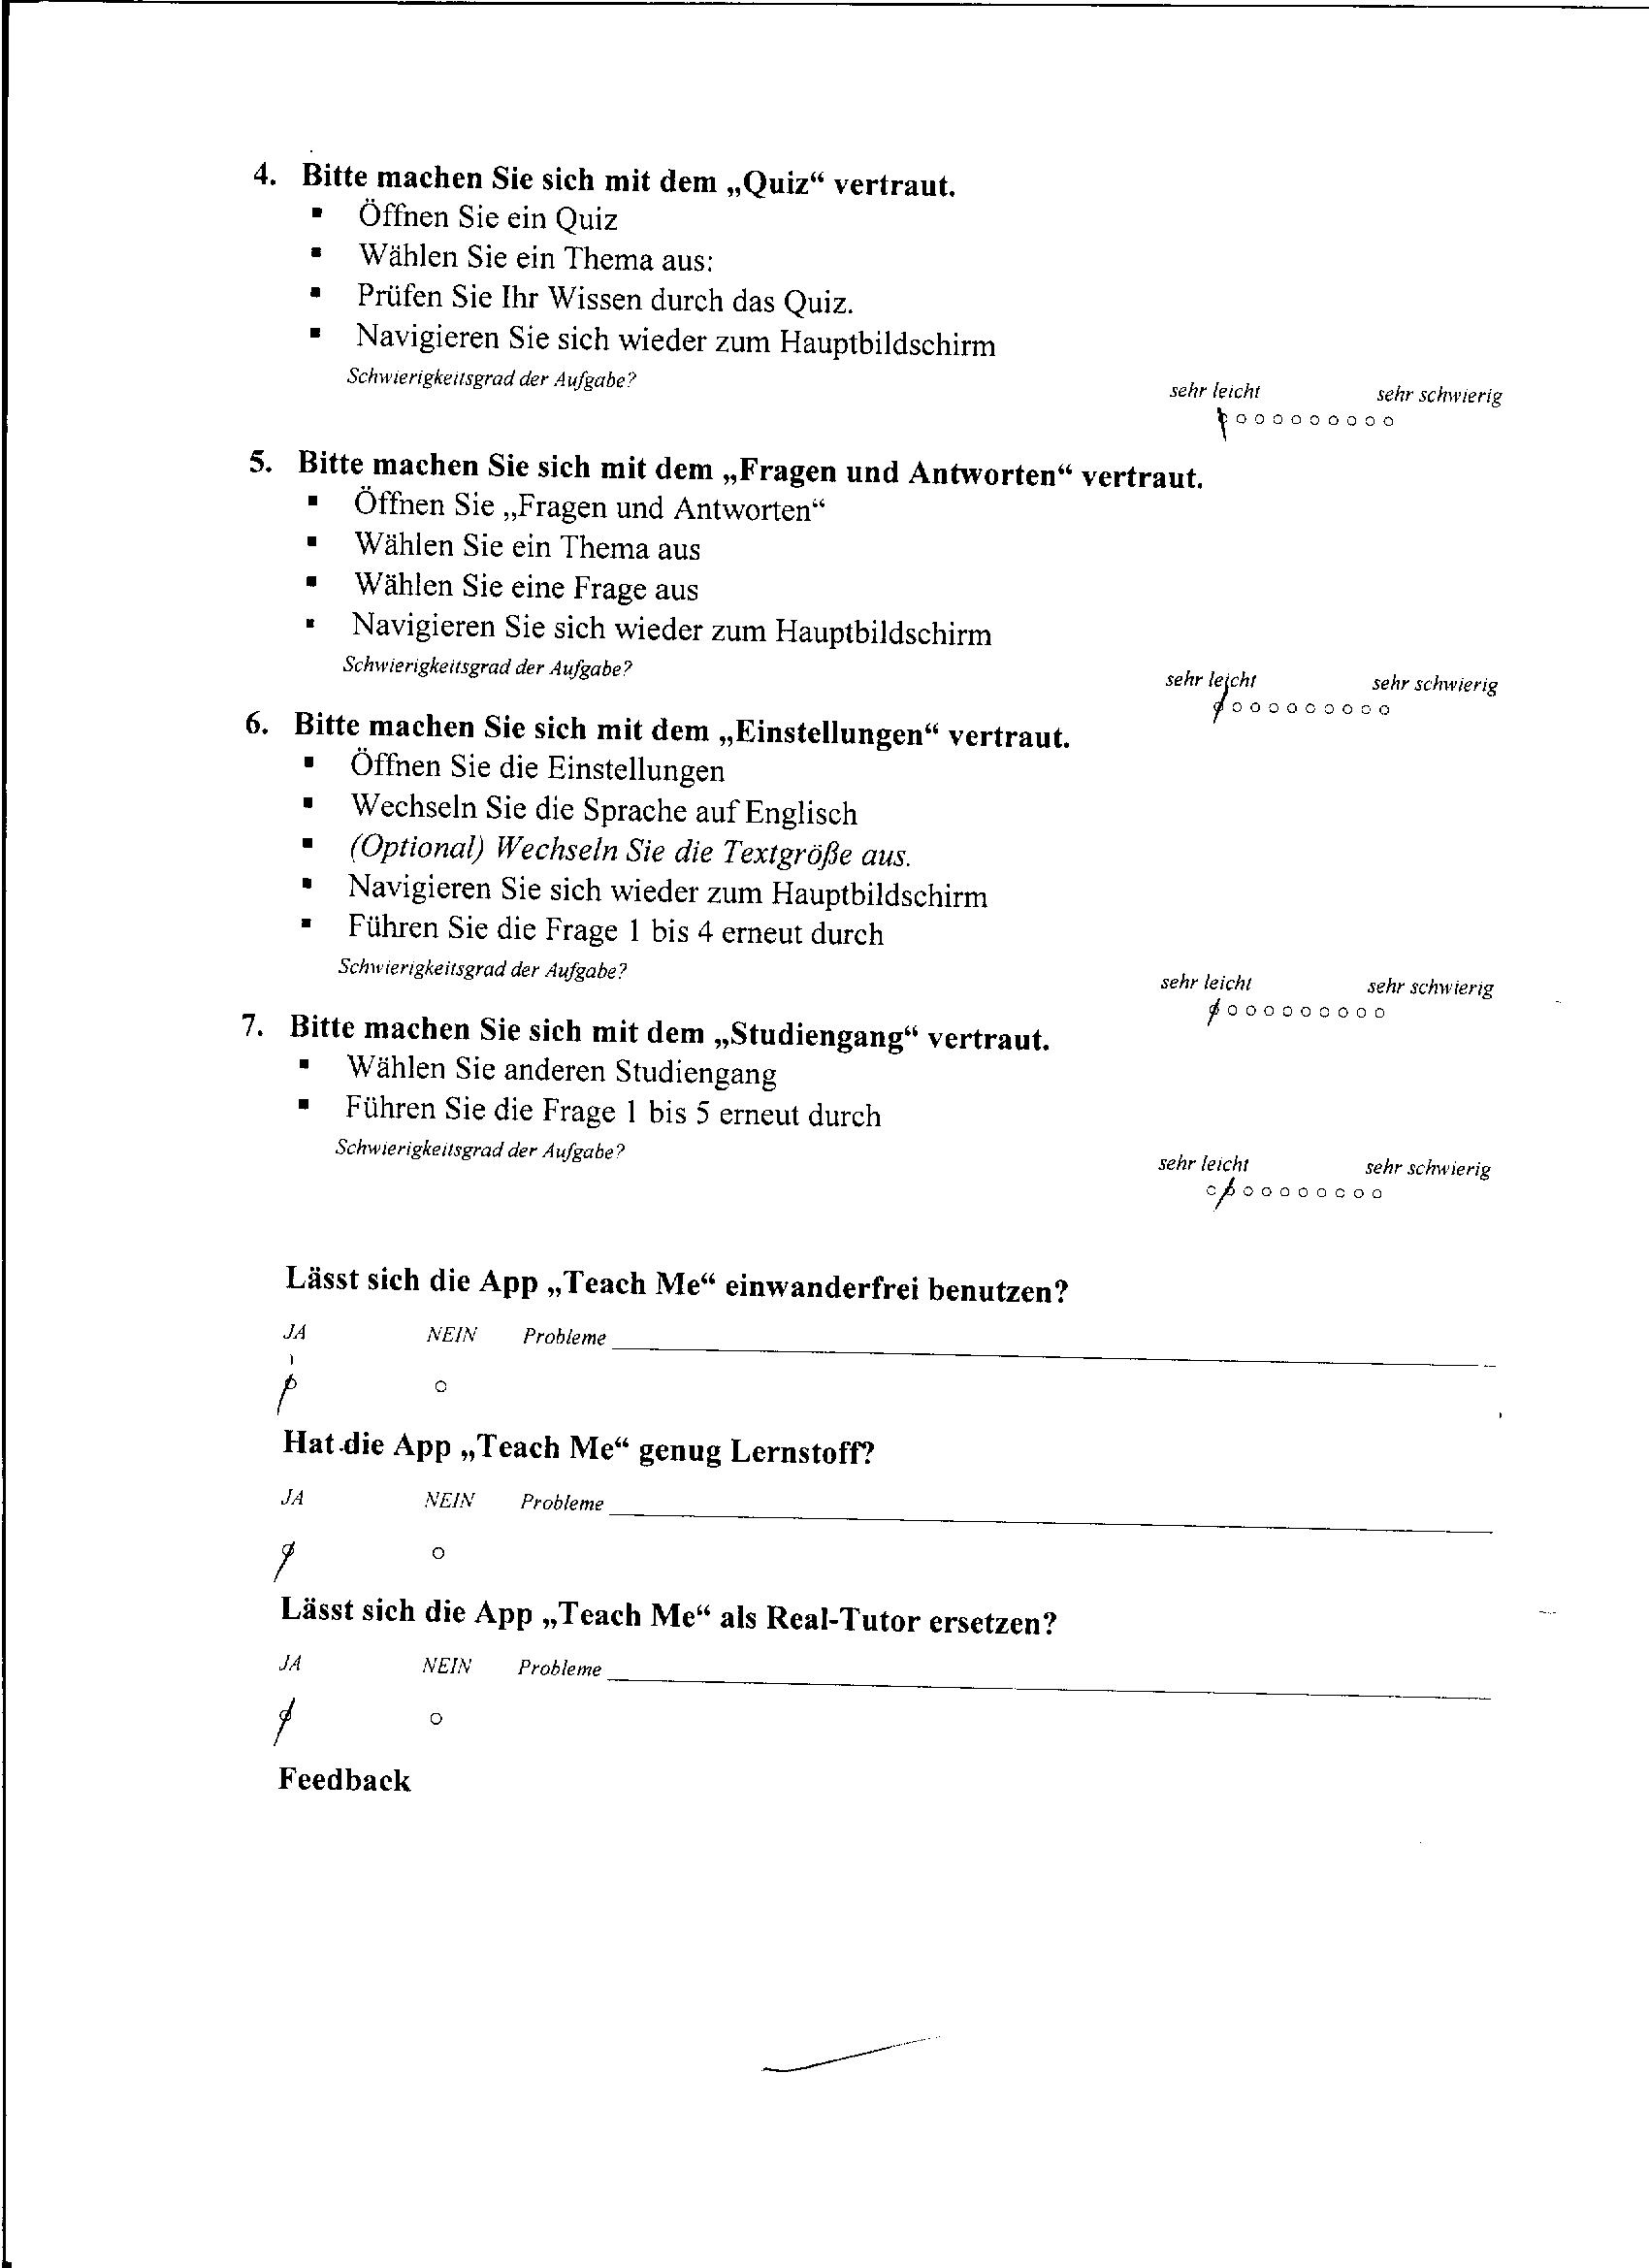 4. Bitte machen Sie sich mit dem „Quiz“ vertraut.
▪ Öffnen Sie ein Quiz
▪ Wählen Sie ein Thema aus:
▪ Prüfen Sie Ihr Wissen durch das Quiz.
▪ Navigieren Sie sich wieder zum Hauptbildschirm
Schwierigkeitsgrad der Aufgabe?
sehr leicht sehr schwierig
5. Bitte machen Sie sich mit dem „Fragen und Antworten“ vertraut.
▪ Öffnen Sie „Fragen und Antworten“
▪ Wählen Sie ein Thema aus
▪ Wählen Sie eine Frage aus
▪ Navigieren Sie sich wieder zum Hauptbildschirm
Schwierigkeitsgrad der Aufgabe?
sehr leicht sehr schwierig
6. Bitte machen Sie sich mit dem „Einstellungen“ vertraut.
▪ Öffnen Sie die Einstellungen
▪ Wechseln Sie die Sprache auf Englisch
▪ (Optional) Wechseln Sie die Textgröße aus.
▪ Navigieren Sie sich wieder zum Hauptbildschirm
▪ Führen Sie die Frage 1 bis 4 erneut durch
Schwierigkeitsgrad der Aufgabe?
sehr leicht sehr schwierig
7. Bitte machen Sie sich mit dem „Studiengang“ vertraut.
▪ Wählen Sie anderen Studiengang
▪ Führen Sie die Frage 1 bis 5 erneut durch
Schwierigkeitsgrad der Aufgabe?
sehr leicht sehr schwierig
Lässt sich die App „Teach Me“ einwanderfrei benutzen?
JA NEIN Probleme
Hat die App „Teach Me“ genug Lernstoff?
JA NEIN Probleme
Lässt sich die App „Teach Me“ als Real-Tutor ersetzen?
JA NEIN Probleme
Feedback